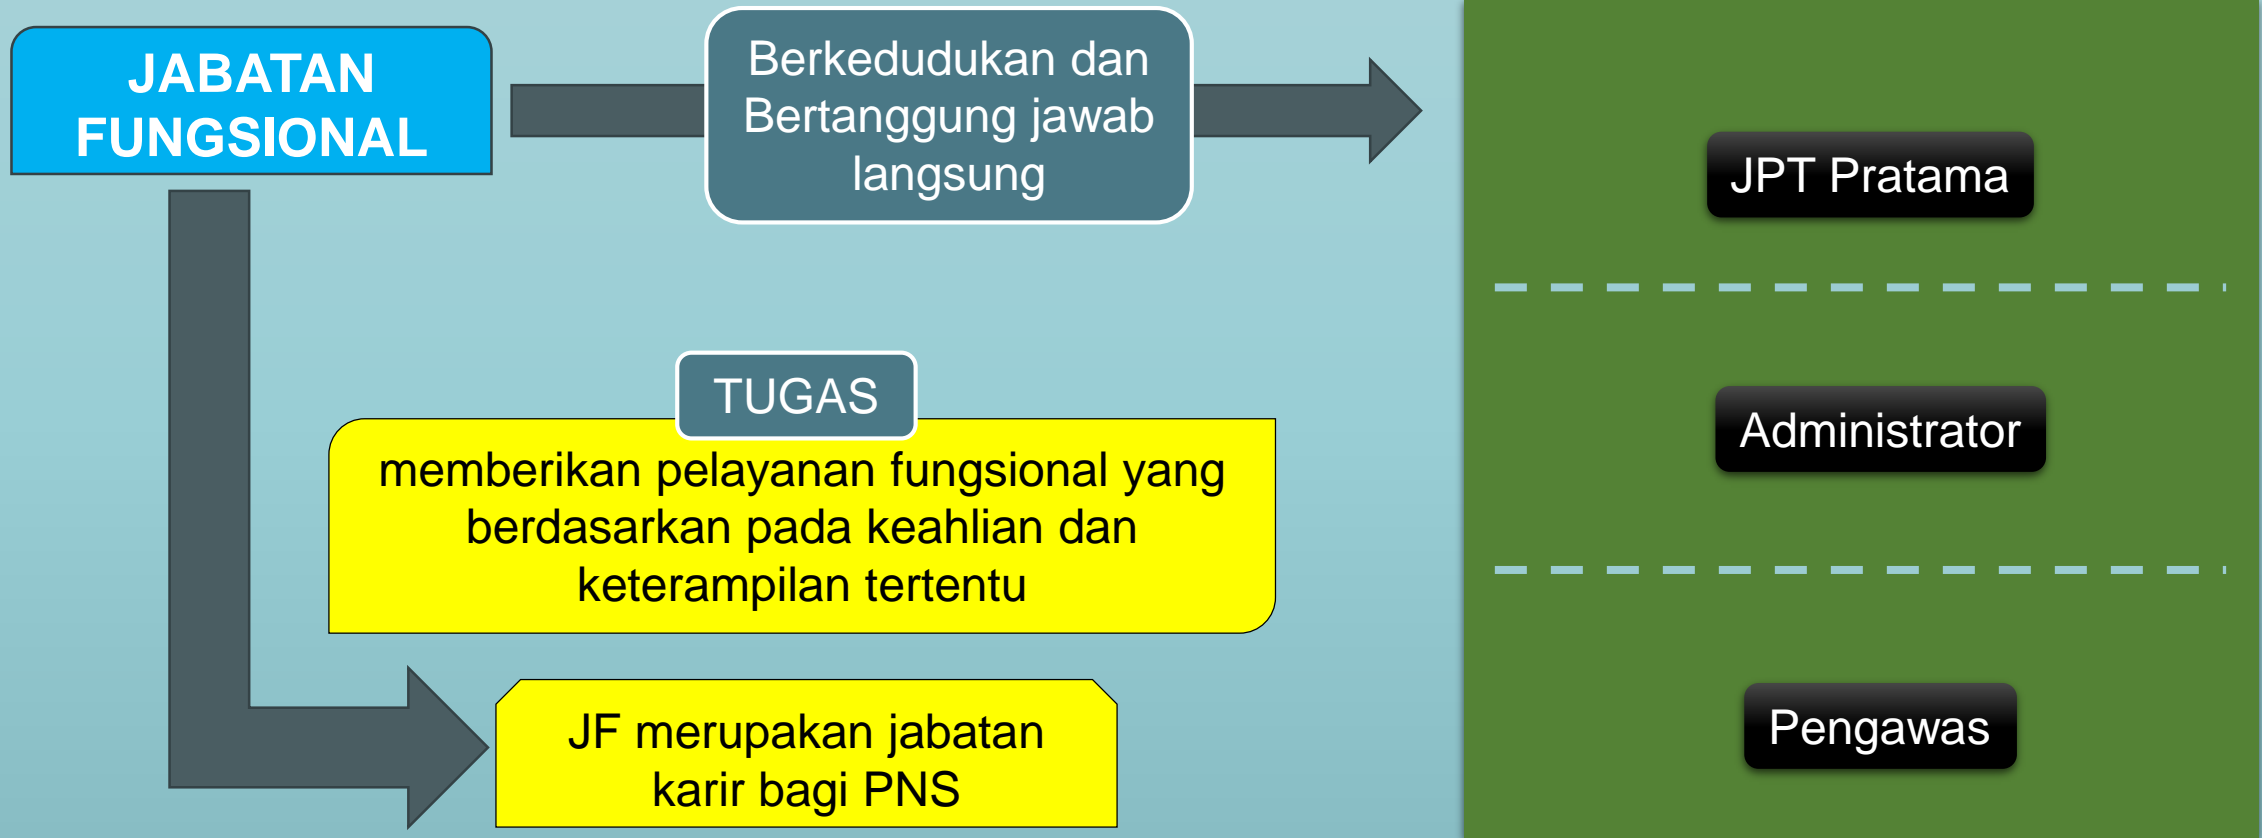 JABATAN
FUNGSIONAL
Berkedudukan dan
Bertanggung jawab
langsung
JPT Pratama
Administrator
Pengawas
TUGAS
memberikan pelayanan fungsional yang
berdasarkan pada keahlian dan
keterampilan tertentu
JF merupakan jabatan
karir bagi PNS